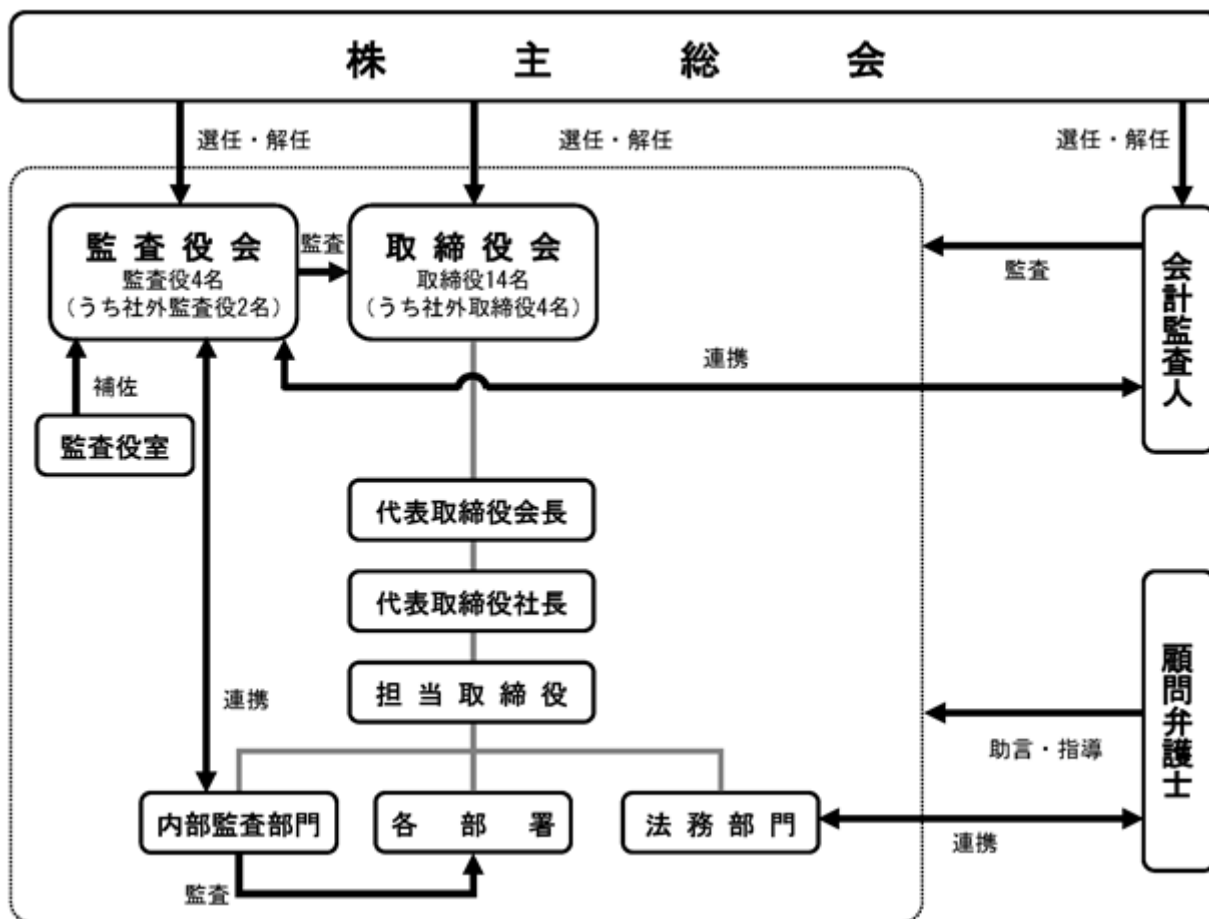 株主総会
選任・解任
選任・解任
選任・解任
監査役会
監査役4名
（うち社外監査役2名）
監査
取締役会
取締役14名
（うち社外取締役4名）
監査
会計監査人
連携
補佐
監査役室
代表取締役会長
代表取締役社長
担当取締役
連携
顧問弁護士
助言・指導
内部監査部門
各部署
法務部門
連携
監査